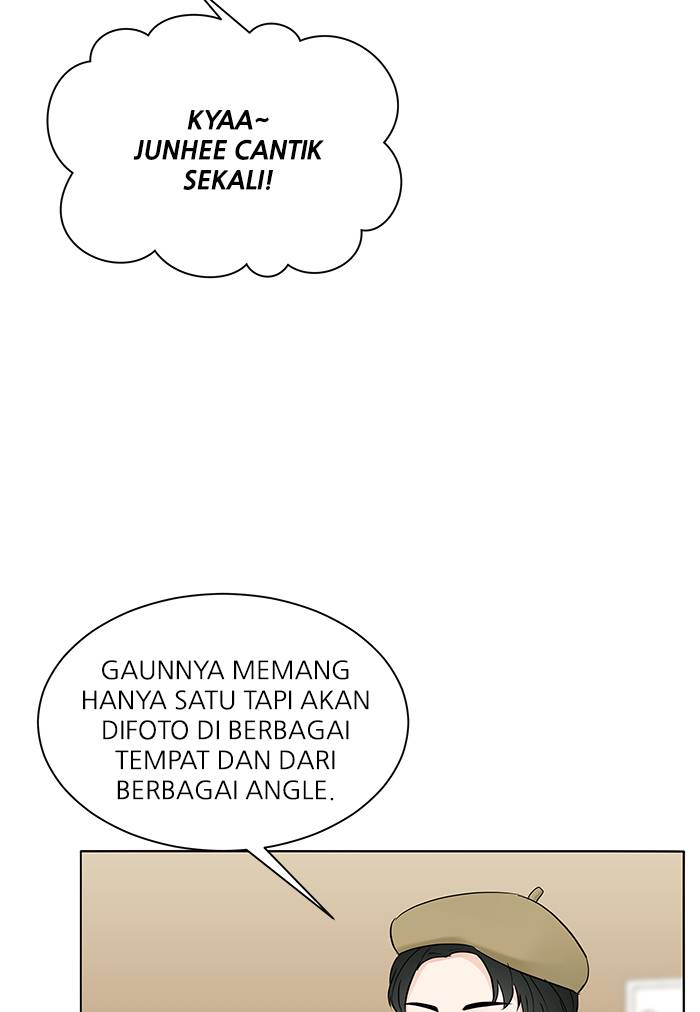 KYAA~
JUNHEE CANTIK
SEKALI!
GAUNNYA MEMANG
HANYA SATU TAPI AKAN
DIFOTO DI BERBAGAI
TEMPAT DAN DARI
BERBAGAI ANGLE.